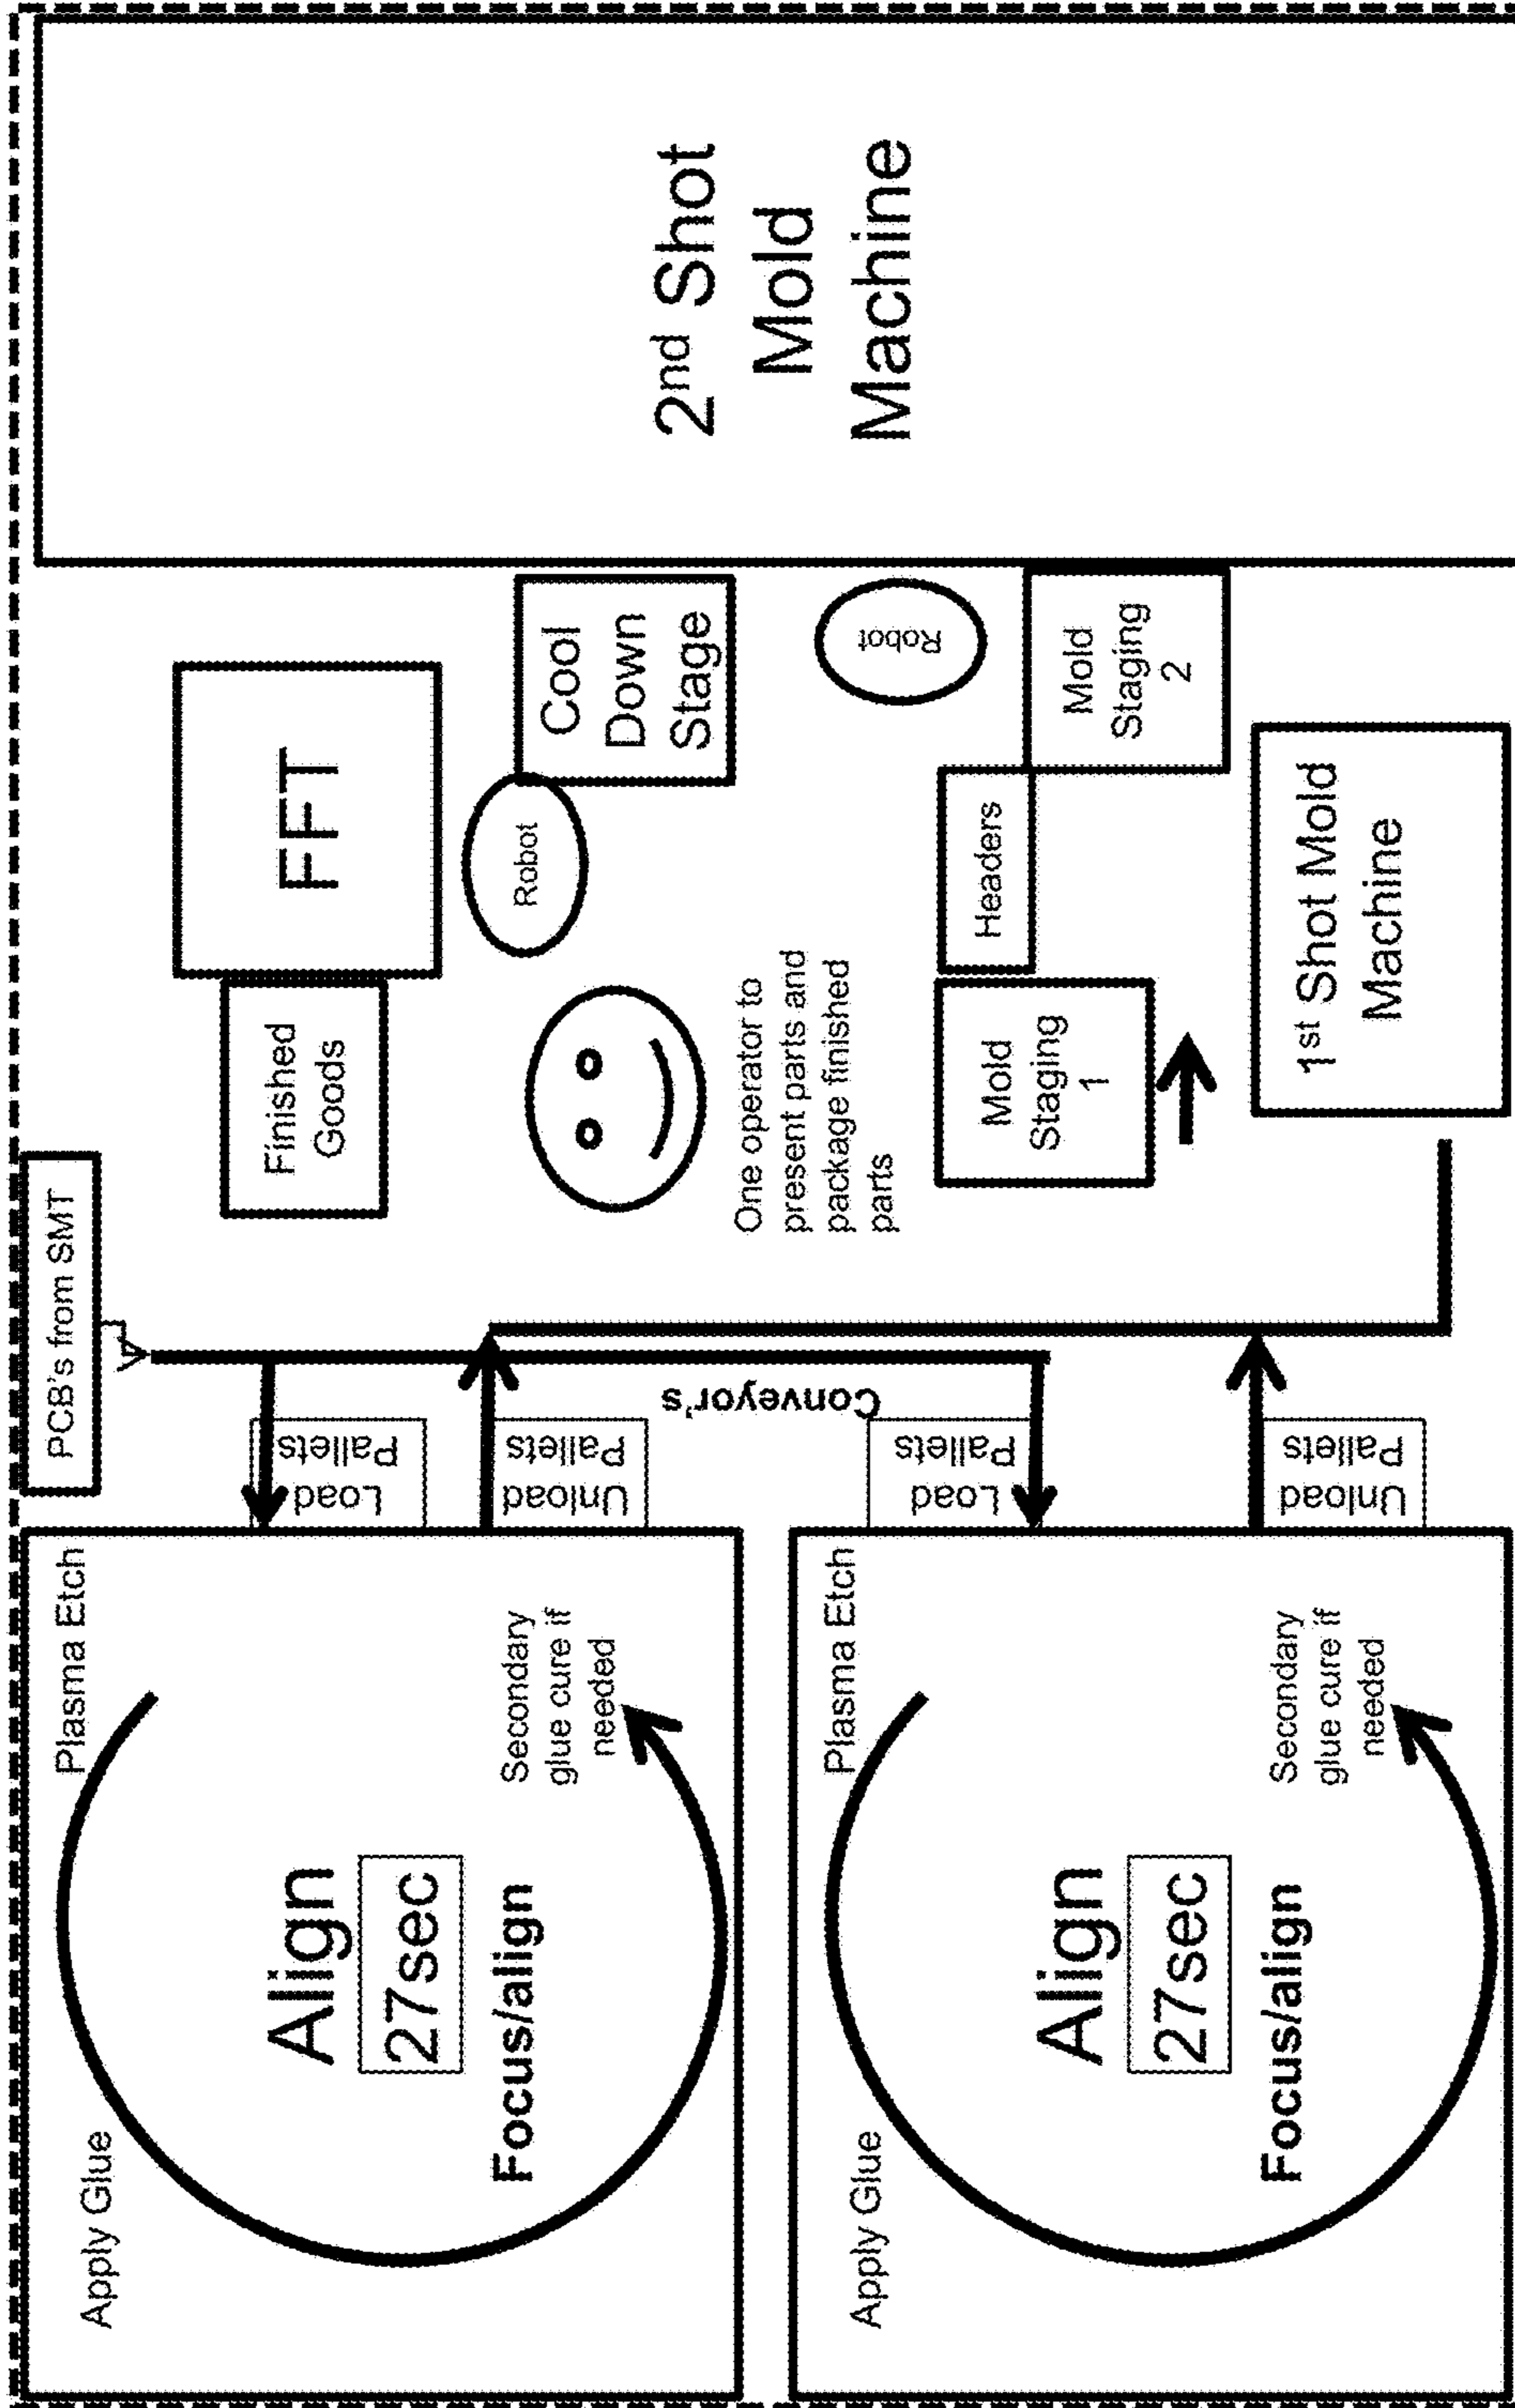 PCB's from SMT
Plasma Etch
Apply Glue
Align
27sec
Focus/align
Secondary
glue cure if
needed
Load
Pallets
Unload
Pallets
Conveyor's
Plasma Etch
Apply Glue
Align
27sec
Focus/align
Secondary
glue cure if
needed
Load
Pallets
Unload
Pallets
Finished
Goods
FFT
Robot
Cool
Down
Stage
One operator to
present parts and
package finished
parts
Robot
Mold
Staging
1
Headers
Mold
Staging
2
1st Shot Mold
Machine
2nd Shot
Mold
Machine